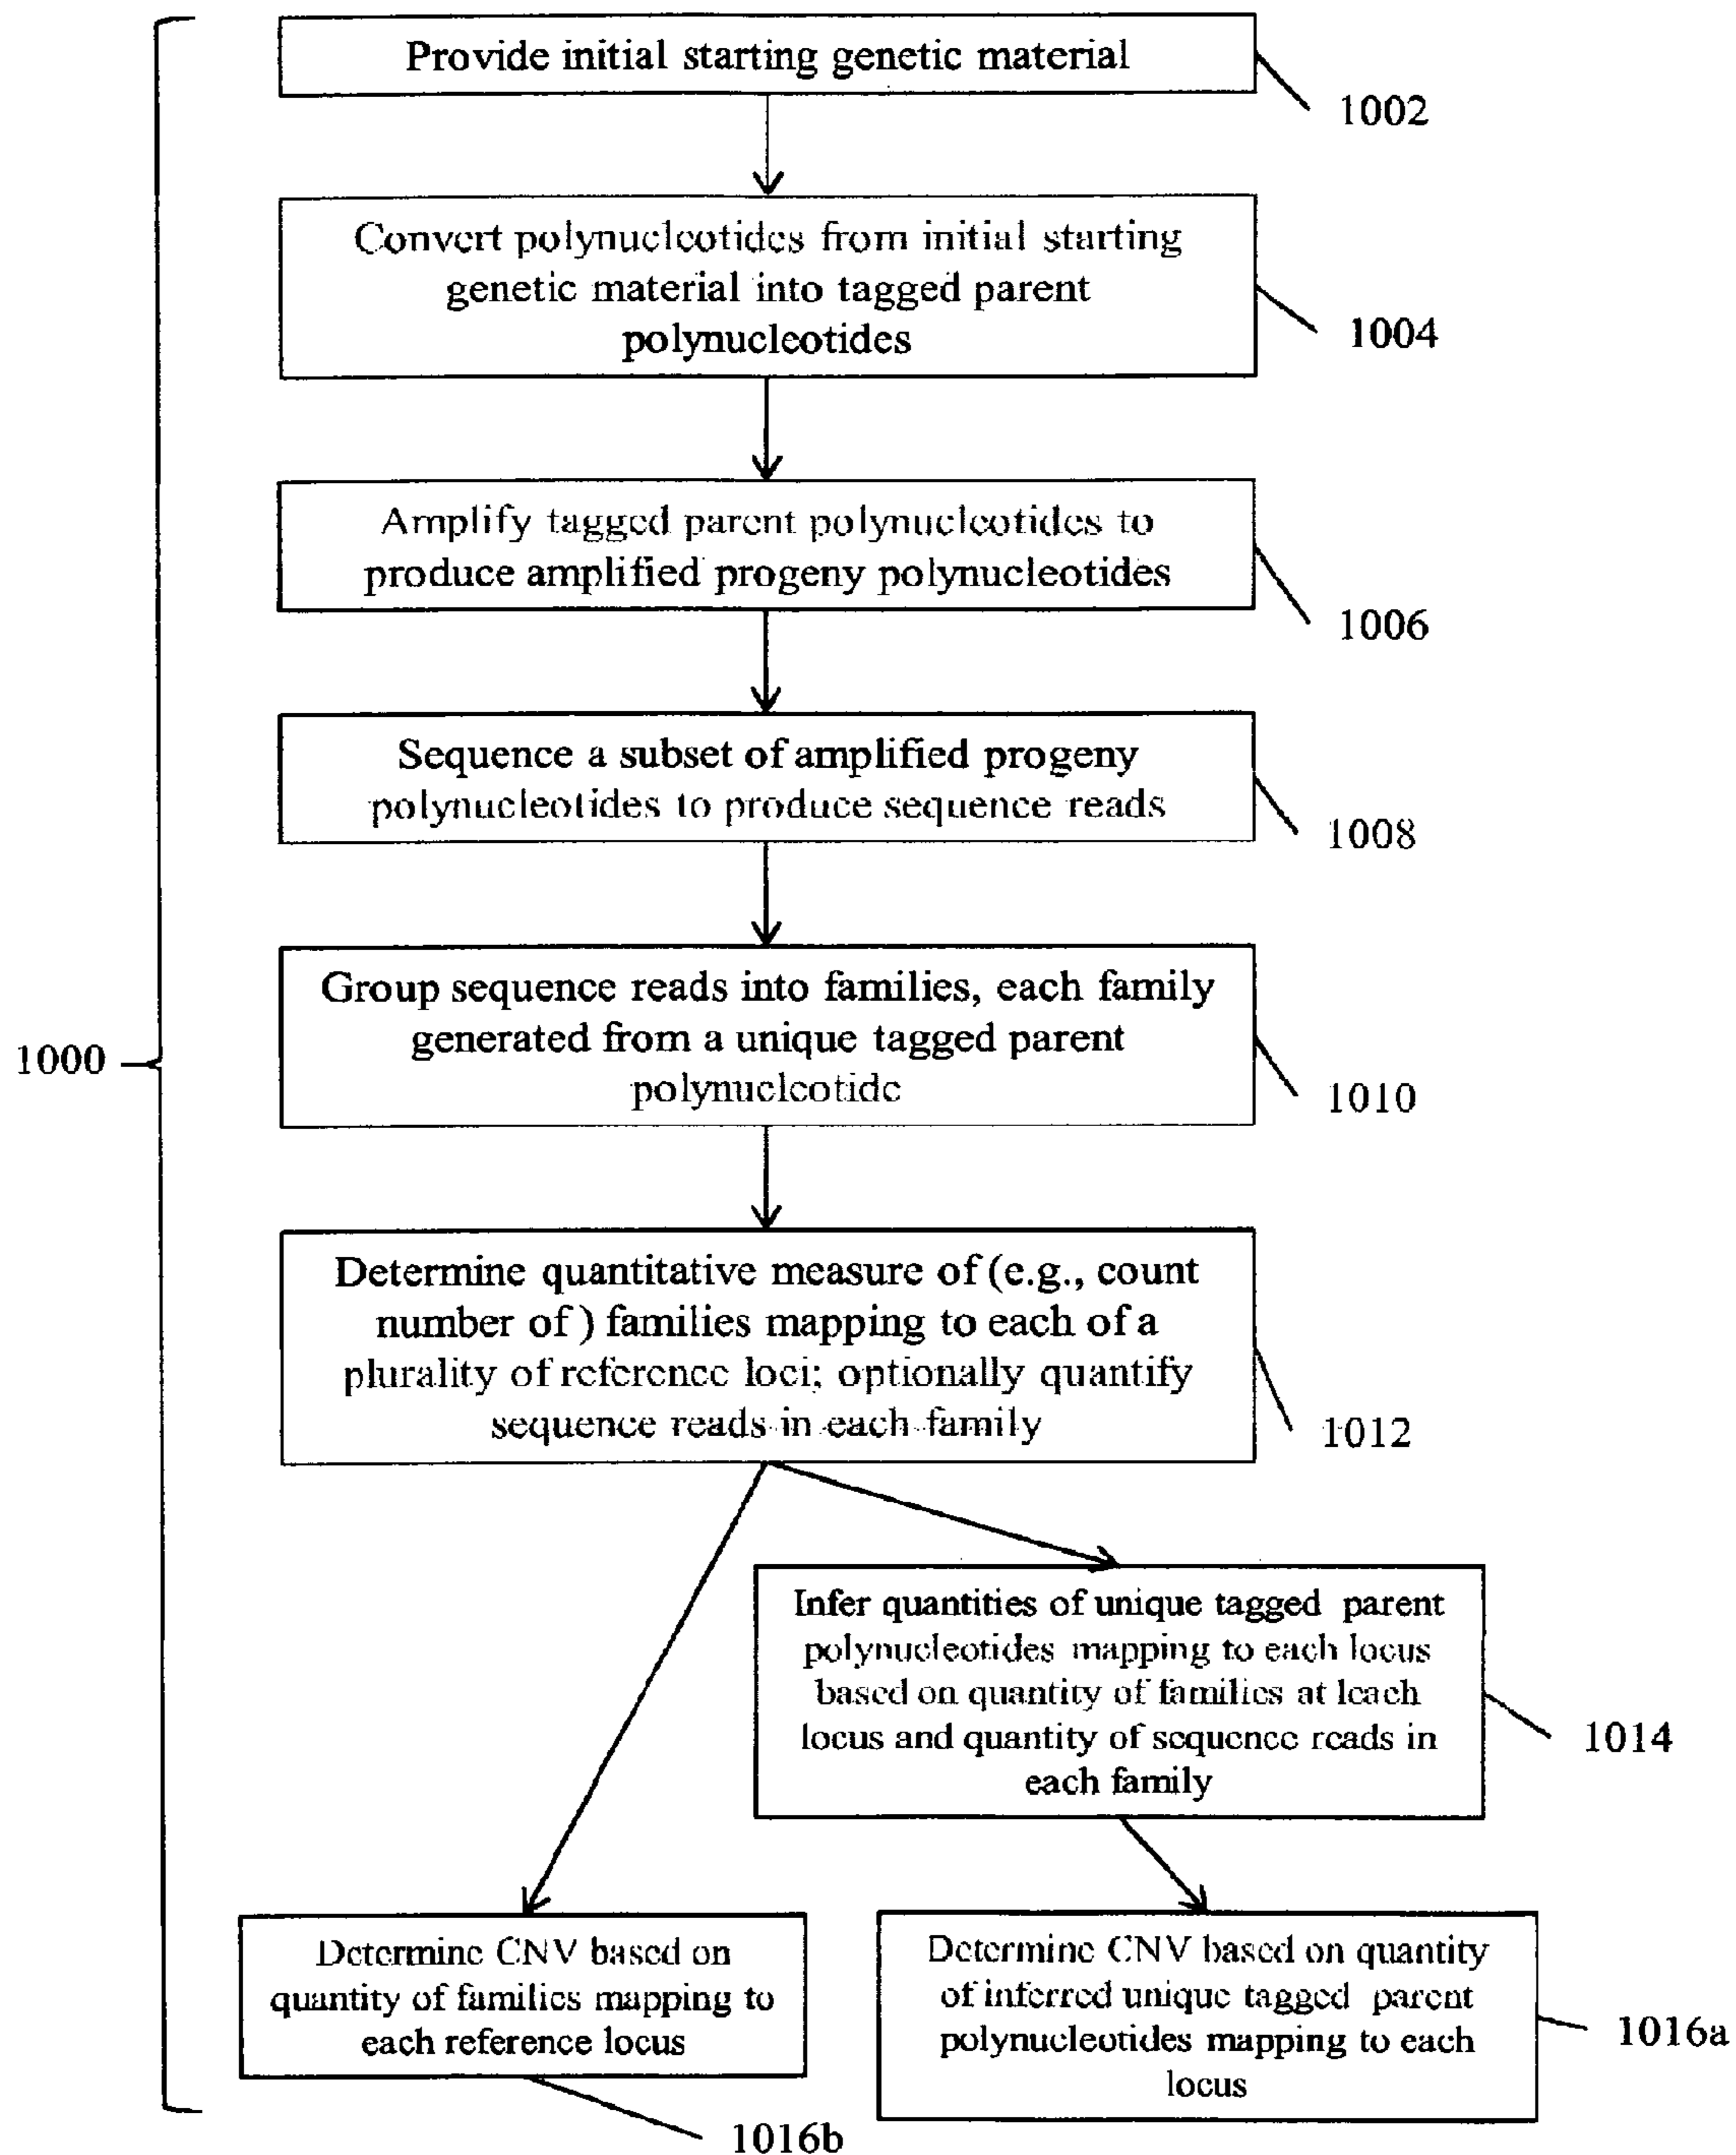 Provide initial starting genetic material
1002
Convert polynucleotides from initial starting
genetic material into tagged parent
polynucleotides
1004
Amplify tagged parent polynucleotides to
produce amplified progeny polynucleotides
1006
Sequence a subset of amplified progeny
polynucleotides to produce sequence reads
1008
Group sequence reads into families, each family
generated from a unique tagged parent
polynucleotide
1010
1000
Determine quantitative measure of (e.g., count
number of ) families mapping to each of a
plurality of reference loci; optionally quantify
sequence reads in each family
1012
Infer quantities of unique tagged parent
polynucleotides mapping to each locus
based on quantity of families at leach
locus and quantity of sequence reads in
each family
1014
Determine CNV based on
quantity of families mapping to
each reference locus
1016b
Determine CNV based on quantity
of inferred unique tagged parent
polynucleotides mapping to each
locus
1016a